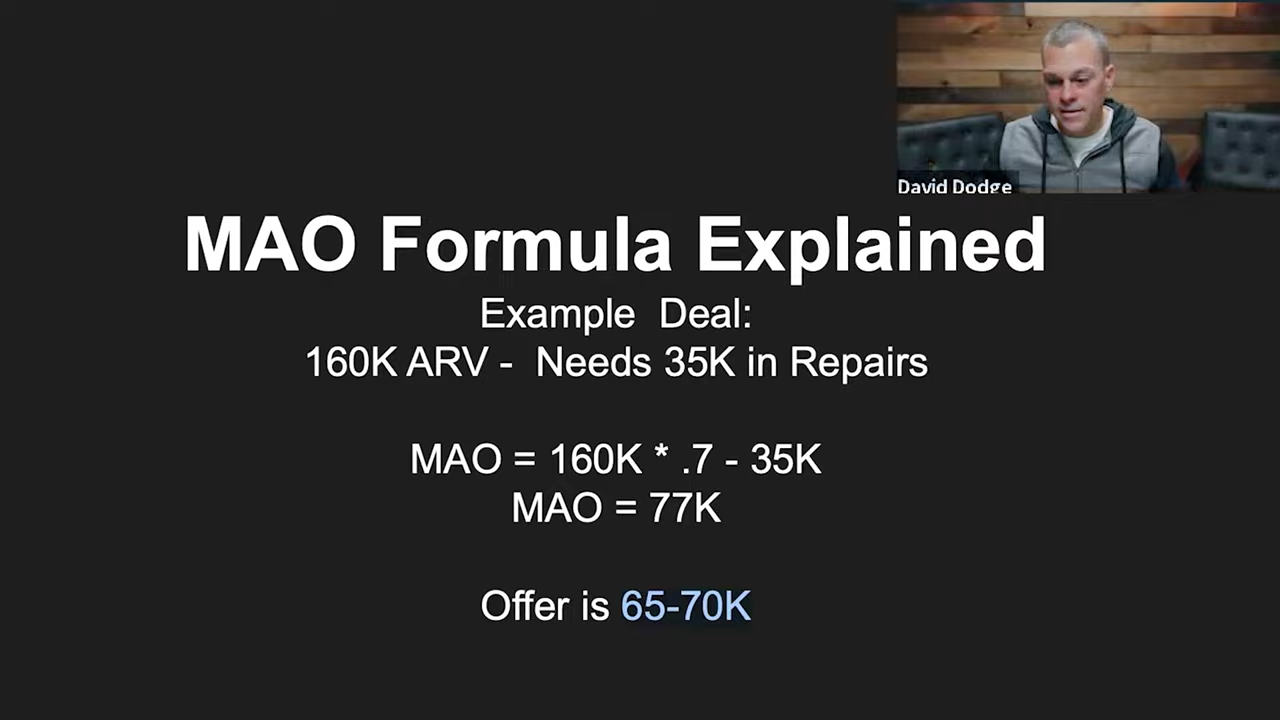 David Dodge
MAO Formula Explained
Example Deal:
160K ARV - Needs 35K in Repairs
MAO = 160K * .7 - 35K
MAO = 77K
Offer is 65-70K